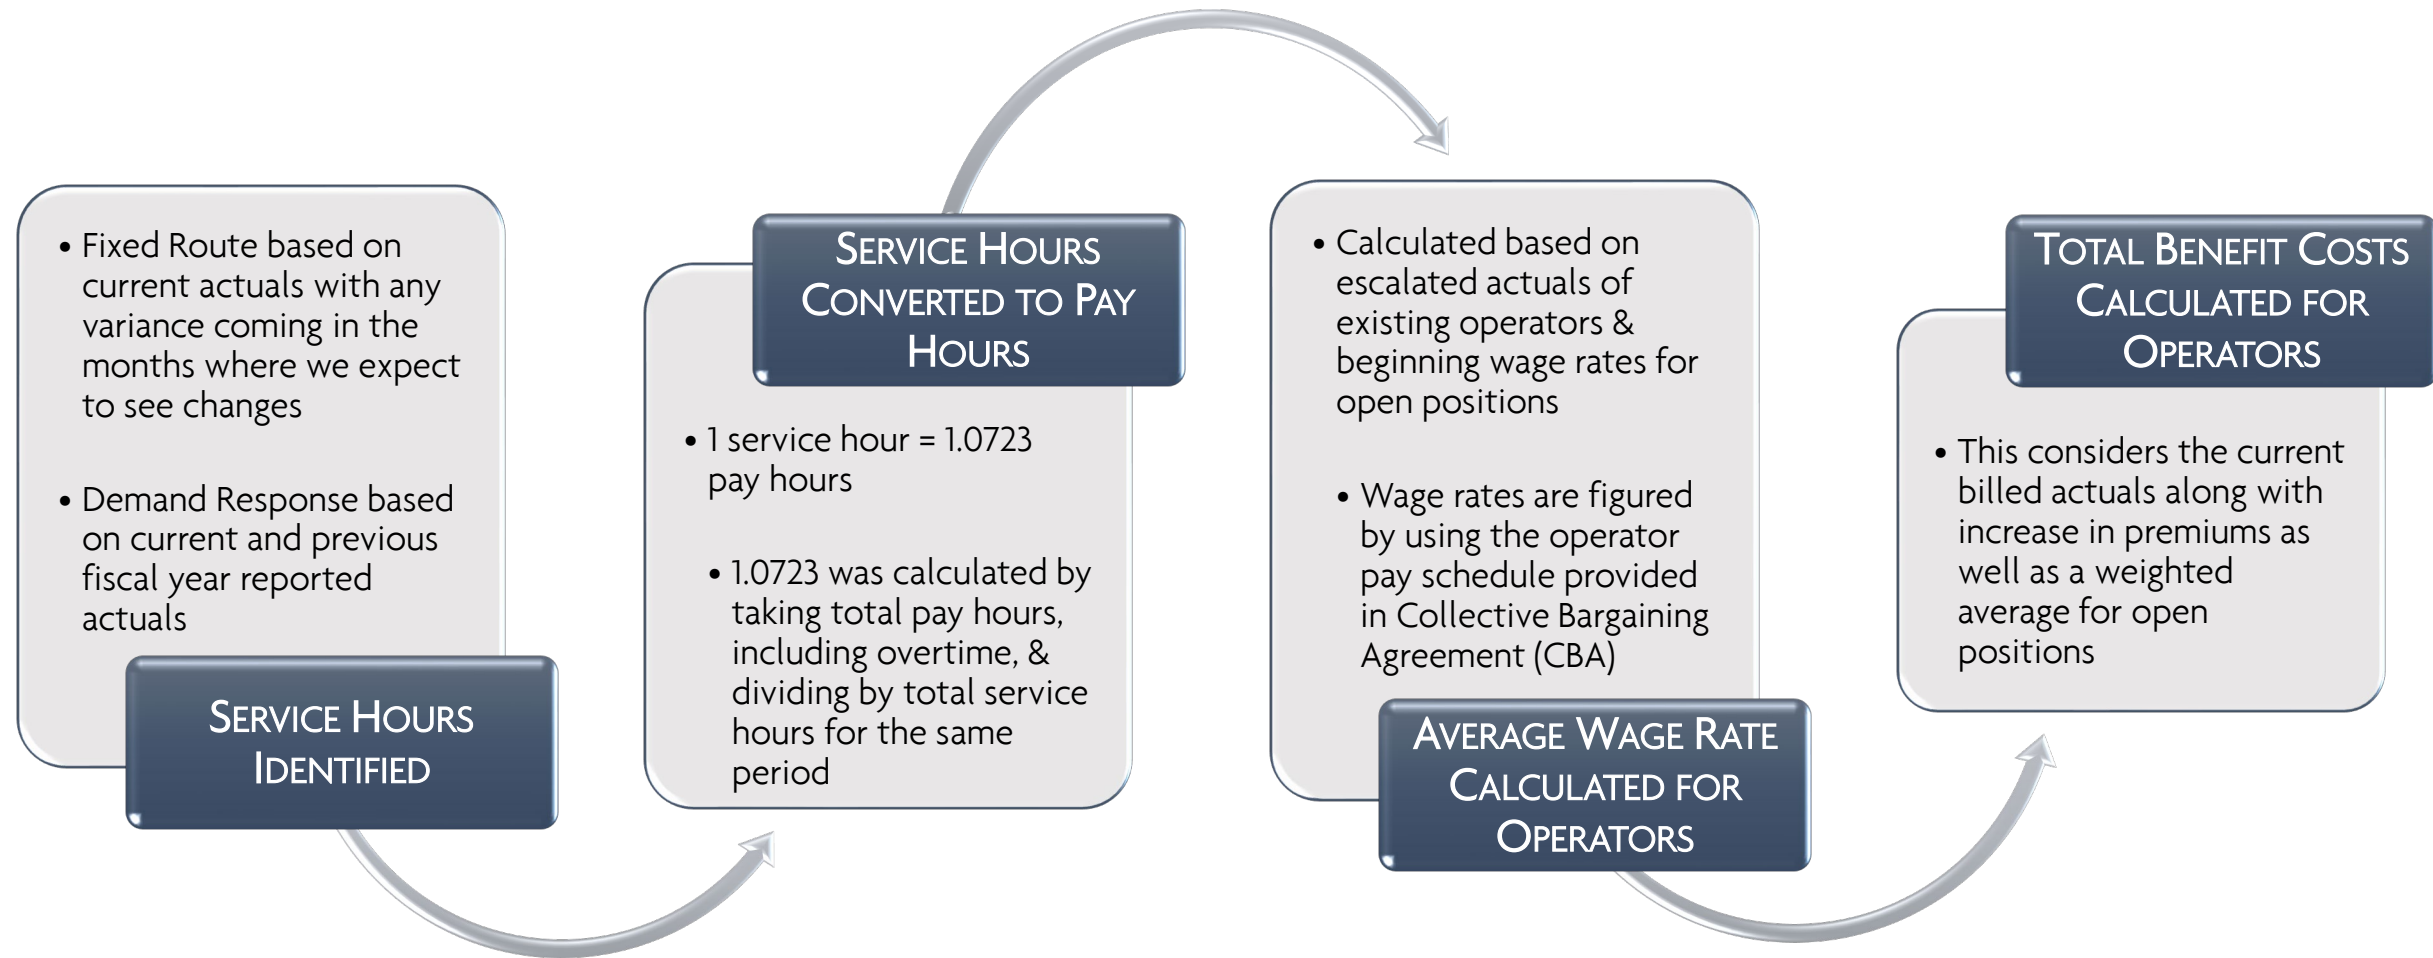 • Fixed Route based on
current actuals with any
variance coming in the
months where we expect
to see changes
• Demand Response based
on current and previous
fiscal year reported
actuals
SERVICE HOURS
IDENTIFIED
SERVICE HOURS
CONVERTED TO PAY
HOURS
• 1 service hour = 1.0723
pay hours
• 1.0723 was calculated by
taking total pay hours,
including overtime, &
dividing by total service
hours for the same
period
• Calculated based on
escalated actuals of
existing operators &
beginning wage rates for
open positions
• Wage rates are figured
by using the operator
pay schedule provided
in Collective Bargaining
Agreement (CBA)
AVERAGE WAGE RATE
CALCULATED FOR
OPERATORS
TOTAL BENEFIT COSTS
CALCULATED FOR
OPERATORS
• This considers the current
billed actuals along with
increase in premiums as
well as a weighted
average for open
positions